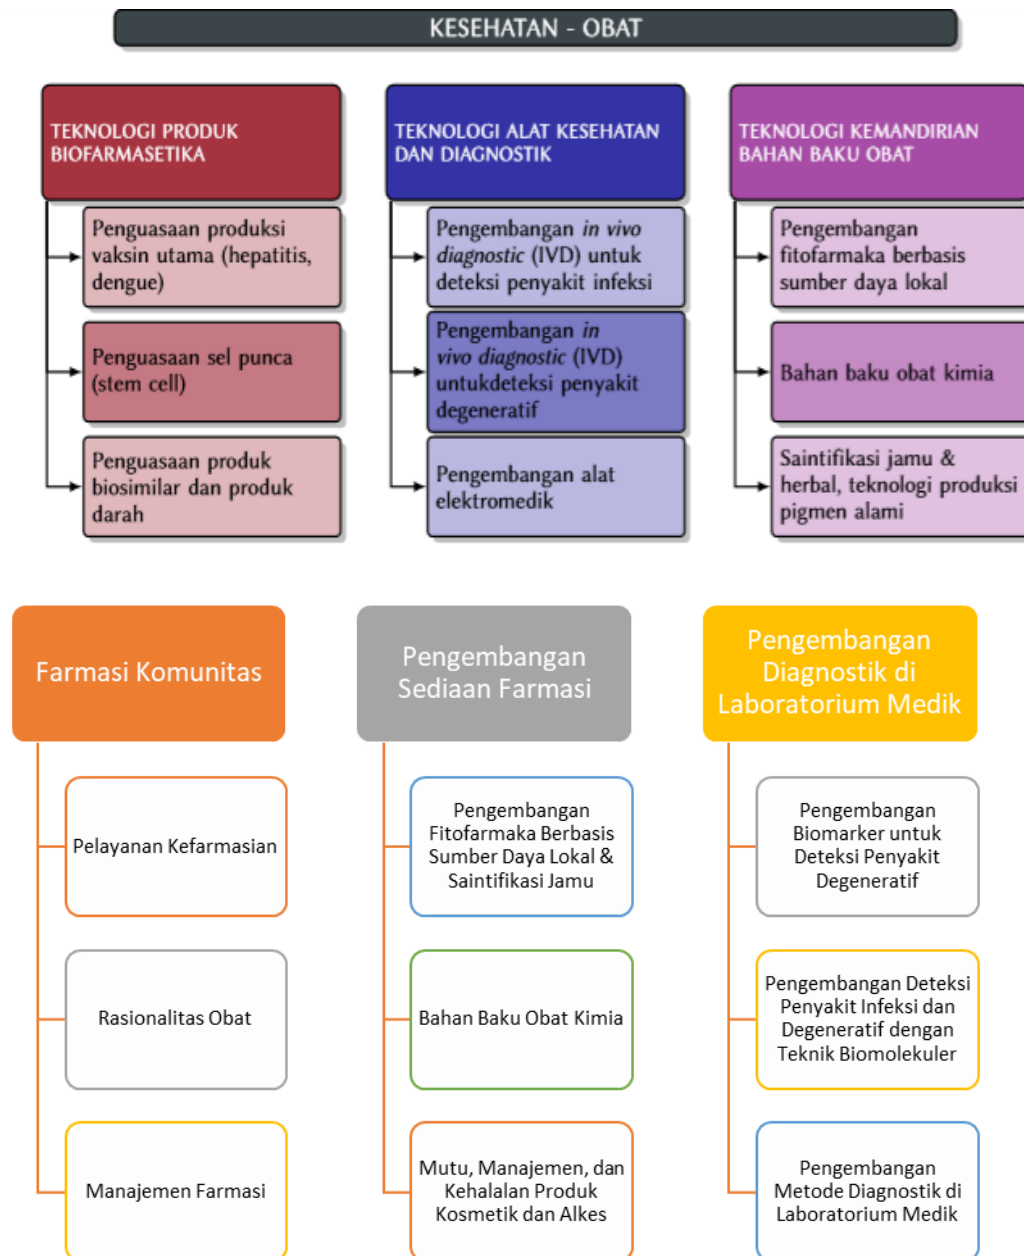 KESEHATAN - OBAT
TEKNOLOGI PRODUK
BIOFARMASETIKA
Penguasaan produksi
vaksin utama (hepatitis,
dengue)
Penguasaan sel punca
(stem cell)
Penguasaan produk
biosimilar dan produk
darah
TEKNOLOGI ALAT KESEHATAN
DAN DIAGNOSTIK
Pengembangan in vivo
diagnostic (IVD) untuk
deteksi penyakit infeksi
Pengembangan in
vivo diagnostic (IVD)
untukdeteksi penyakit
degeneratif
Pengembangan alat
elektromedik
TEKNOLOGI KEMANDIRIAN
BAHAN BAKU OBAT
Pengembangan
fitofarmaka berbasis
sumber daya lokal
Bahan baku obat kimia
Saintifikasi jamu &
herbal, teknologi produksi
pigmen alami
Farmasi Komunitas
Pelayanan Kefarmasian
Rasionalitas Obat
Manajemen Farmasi
Pengembangan
Sediaan Farmasi
Pengembangan
Fitofarmaka Berbasis
Sumber Daya Lokal &
Saintifikasi Jamu
Bahan Baku Obat Kimia
Mutu, Manajemen, dan
Kehalalan Produk
Kosmetik dan Alkes
Pengembangan
Diagnostik di
Laboratorium Medik
Pengembangan
Biomarker untuk
Deteksi Penyakit
Degeneratif
Pengembangan Deteksi
Penyakit Infeksi dan
Degeneratif dengan
Teknik Biomolekuler
Pengembangan
Metode Diagnostik di
Laboratorium Medik